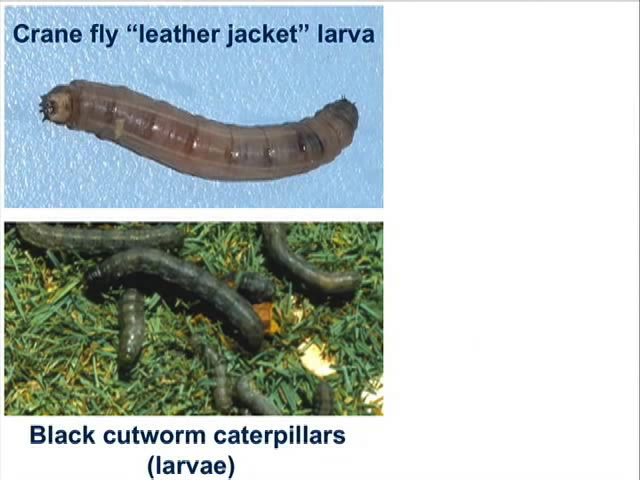 Crane fly “leather jacket” larva
Black cutworm caterpillars
(larvae)